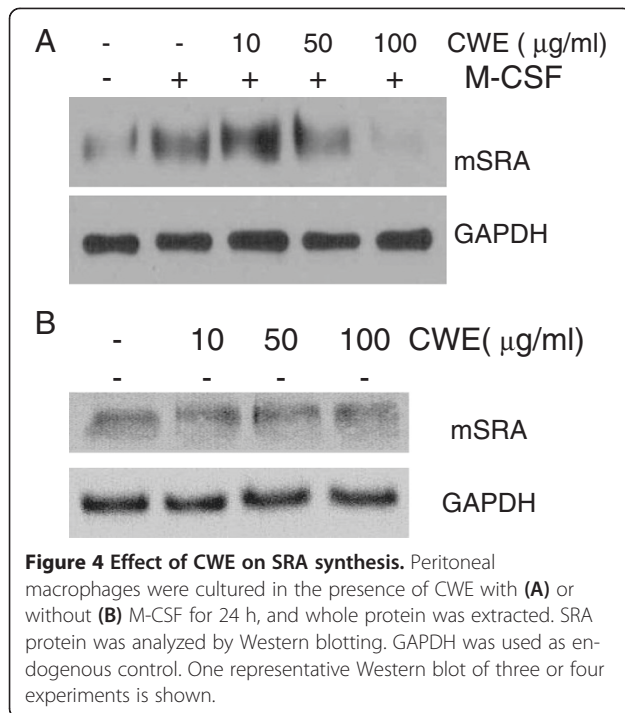 A - - 10 50 100 CWE ( μg/ml)
- + + + + M-CSF
mSRA
GAPDH
B - 10 50 100 CWE( μg/ml)
- - - -
mSRA
GAPDH
Figure 4 Effect of CWE on SRA synthesis. Peritoneal
macrophages were cultured in the presence of CWE with (A) or
without (B) M-CSF for 24 h, and whole protein was extracted. SRA
protein was analyzed by Western blotting. GAPDH was used as en-
dogenous control. One representative Western blot of three or four
experiments is shown.